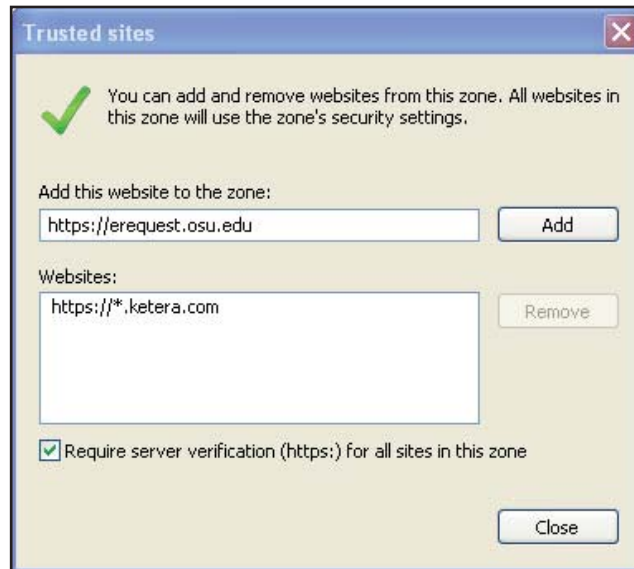 Trusted sites
You can add and remove websites from this zone. All websites in
this zone will use the zone's security settings.
Add this website to the zone:
https://erequest.osu.edu
Add
Websites:
https://*.ketera.com
Remove
Require server verification (https:) for all sites in this zone
Close